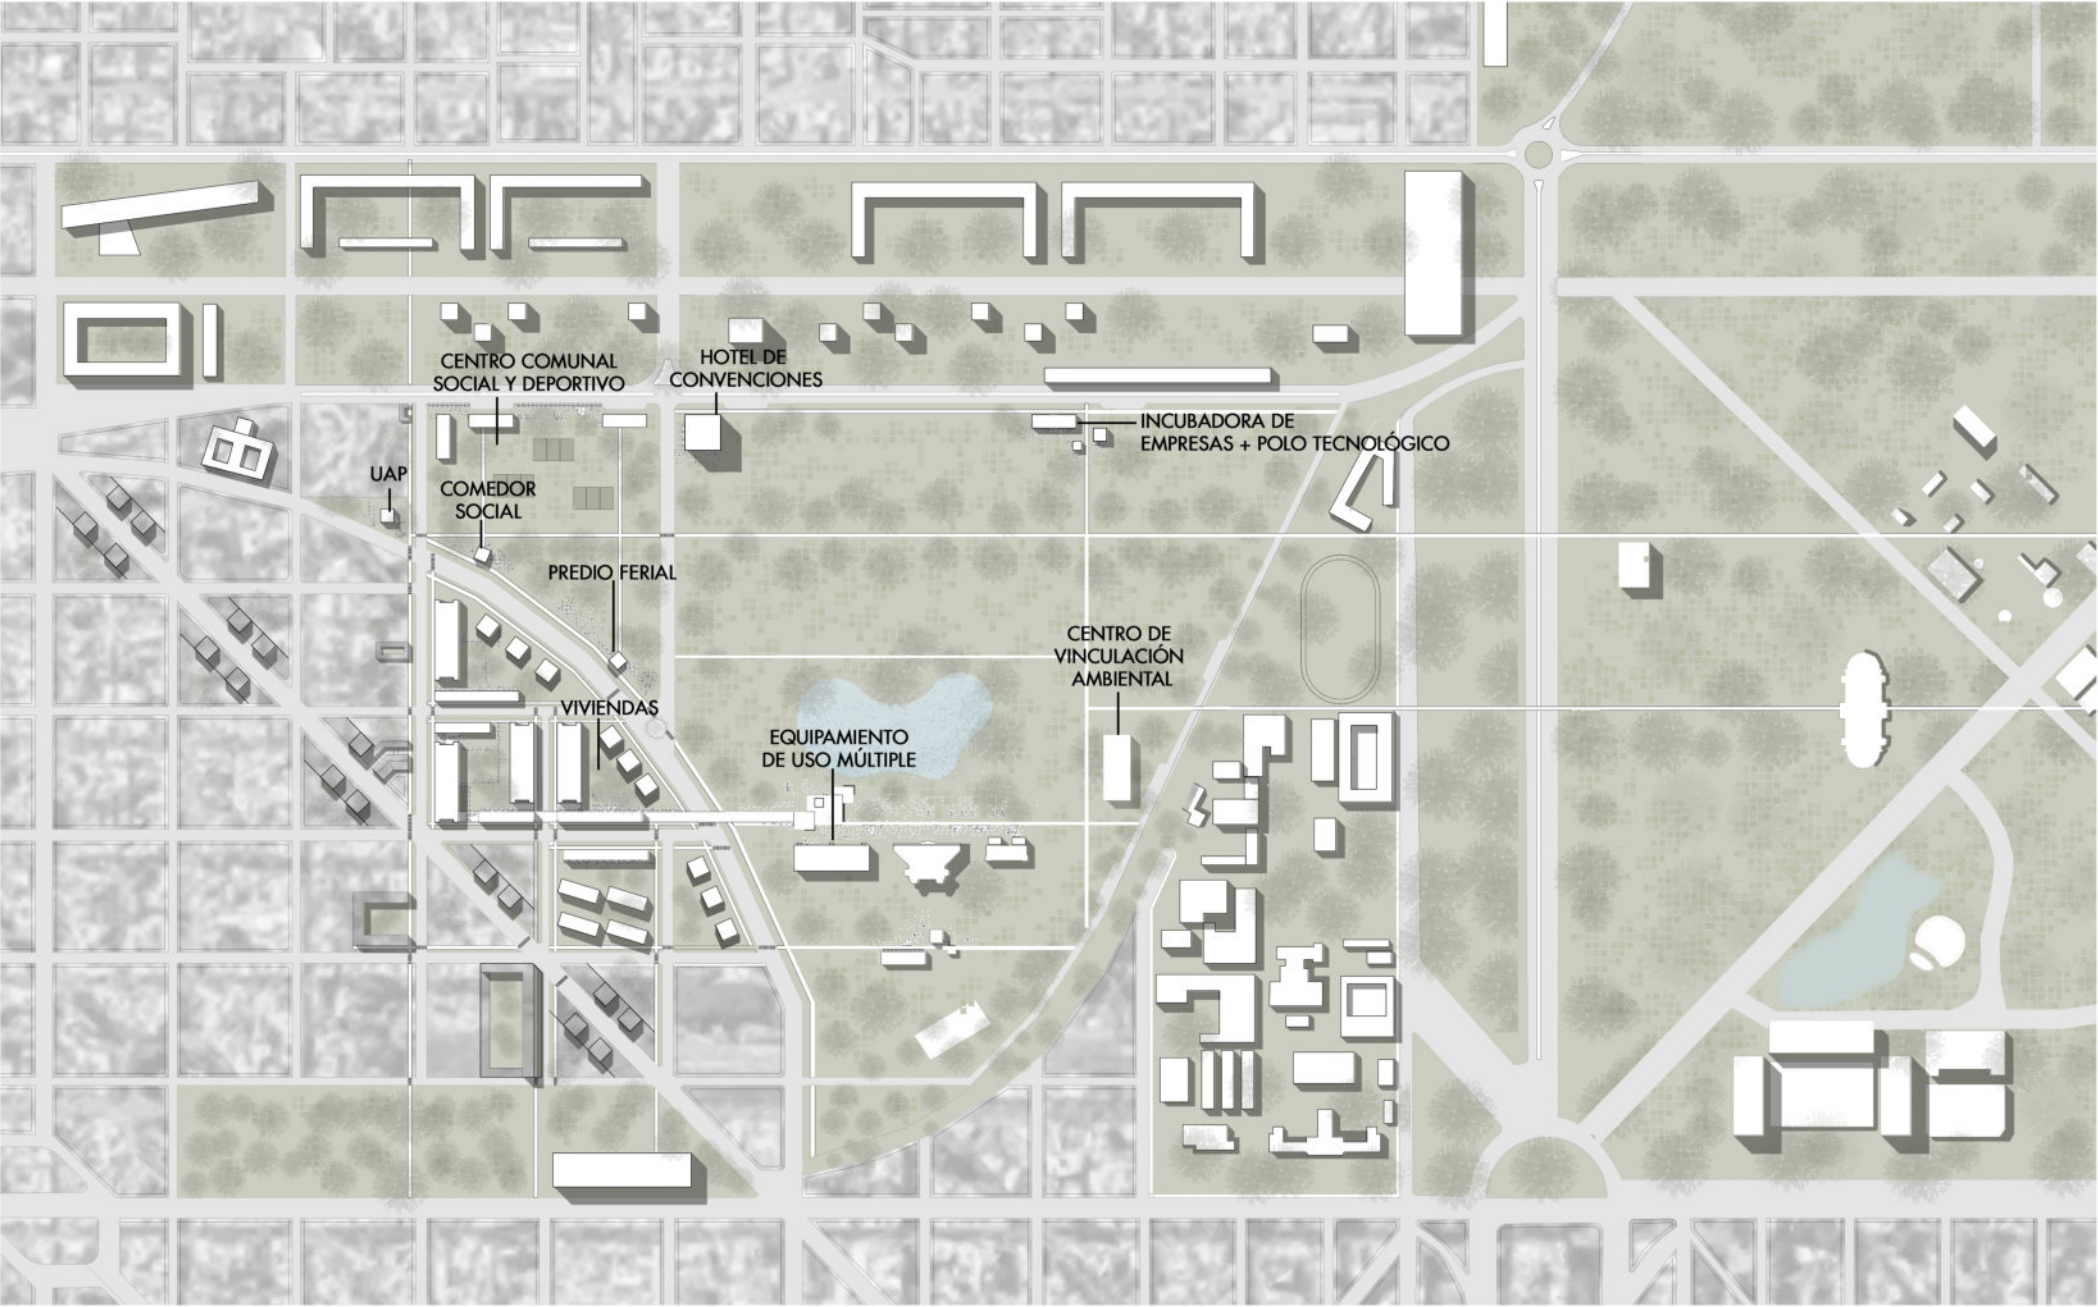 CENTRO COMUNAL
SOCIAL Y DEPORTIVO
HOTEL DE
CONVENCIONES
INCUBADORA DE
EMPRESAS + POLO TECNOLÓGICO
UAP
COMEDOR
SOCIAL
PREDIO FERIAL
CENTRO DE
VINCULACIÓN
AMBIENTAL
VIVIENDAS
EQUIPAMIENTO
DE USO MÚLTIPLE